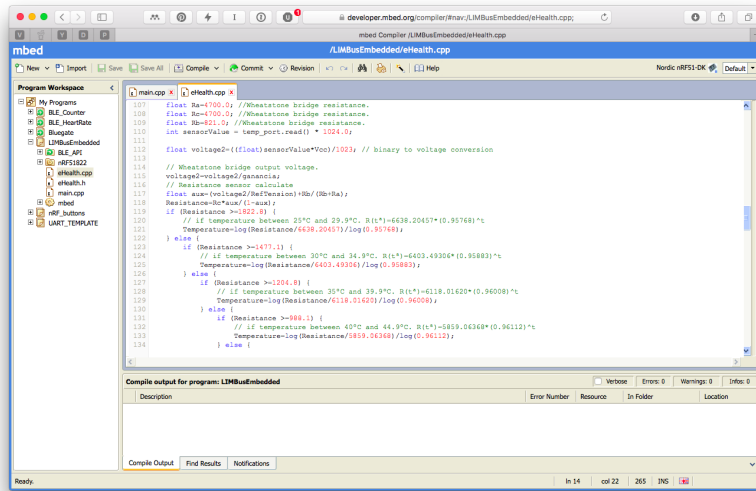 developer.mbed.org/compiler/#nav:/LIMBusEmbedded/eHealth.cpp;
V Y D P
mbed Compiler /LIMBusEmbedded/eHealth.cpp
mbed /LIMBusEmbedded/eHealth.cpp
New Import Save Save All Compile Commit Revision Help Nordic nRF51-DK Default
Program Workspace <
My Programs
BLE_Counter
BLE_HeartRate
Bluegate
LIMBusEmbedded
BLE_API
nRF51822
eHealth.cpp
eHealth.h
main.cpp
mbed
nRF_buttons
UART_TEMPLATE
main.cpp x eHealth.cpp x
107 float Ra=4700.0; //Wheatstone bridge resistance.
108 float Rc=4700.0; //Wheatstone bridge resistance.
109 float Rb=821.0; //Wheatstone bridge resistance.
110 int sensorValue = temp_port.read() * 1024.0;
111
112 float voltage2=((float)sensorValue*Vcc)/1023; // binary to voltage conversion
113
114 // Wheatstone bridge output voltage.
115 voltage2=voltage2/ganancia;
116 // Resistance sensor calculate
117 float aux=(voltage2/RefTension)+Rb/(Rb+Ra);
118 Resistance=Rc*aux/(1-aux);
119 if (Resistance >=1822.8) {
120 // if temperature between 25°C and 29.9°C. R(tª)=6638.20457*(0.95768)^t
121 Temperature=log(Resistance/6638.20457)/log(0.95768);
122 } else {
123 if (Resistance >=1477.1) {
124 // if temperature between 30°C and 34.9°C. R(tª)=6403.49306*(0.95883)^t
125 Temperature=log(Resistance/6403.49306)/log(0.95883);
126 } else {
127 if (Resistance >=1204.8) {
128 // if temperature between 35°C and 39.9°C. R(tª)=6118.01620*(0.96008)^t
129 Temperature=log(Resistance/6118.01620)/log(0.96008);
130 } else {
131 if (Resistance >=988.1) {
132 // if temperature between 40°C and 44.9°C. R(tª)=5859.06368*(0.96112)^t
133 Temperature=log(Resistance/5859.06368)/log(0.96112);
134 } else {
Compile output for program: LIMBusEmbedded Verbose Errors: 0 Warnings: 0 Infos: 0
Description Error Number Resource In Folder Location
Compile Output Find Results Notifications
Ready. ln 14 col 22 265 INS